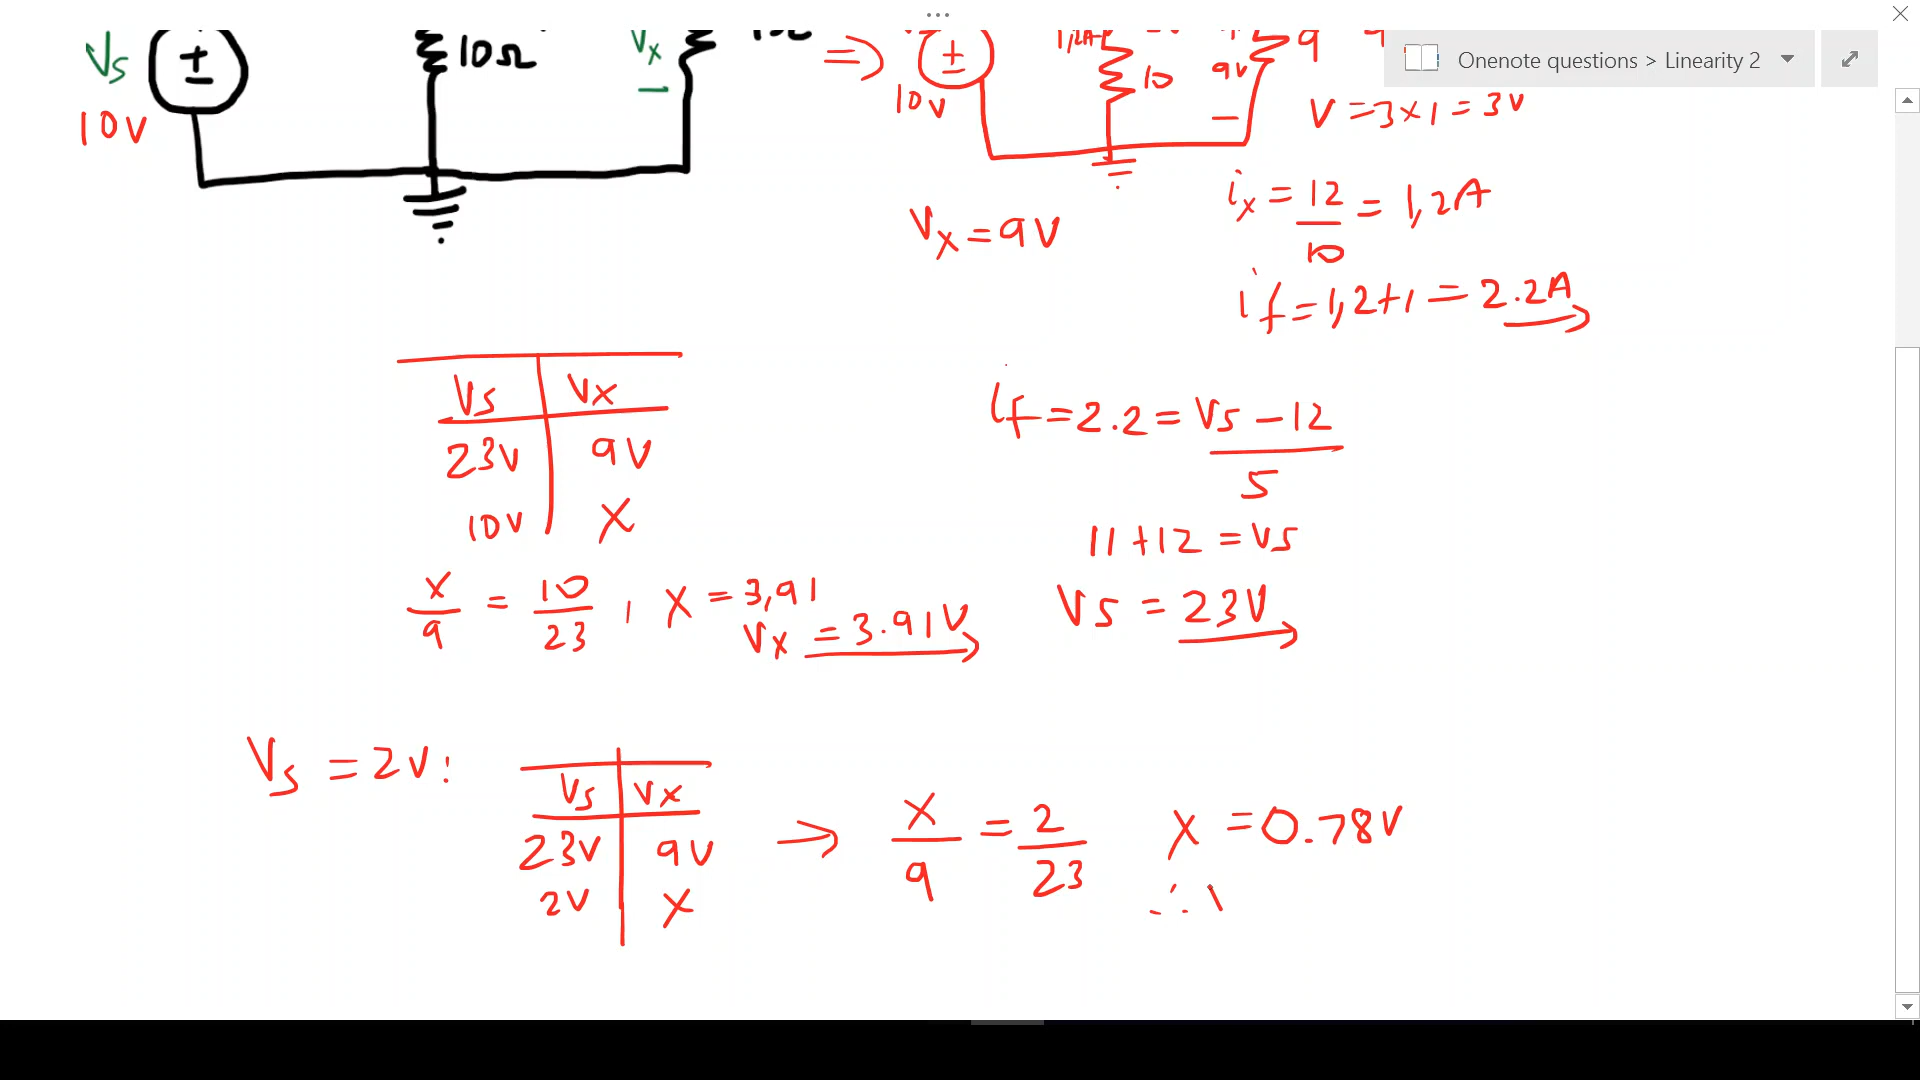 Onenote questions > Linearity 2
Vs
10V
10Ω
Vx
=>
10V
10
9V
9
V = 3 x 1 = 3V
ix = 12/10 = 1,2A
Vx = 9V
if = 1,2+1 = 2.2A
Vs | Vx
23V | 9V
10V | X
if = 2.2 = Vs - 12 / 5
11 + 12 = Vs
Vs = 23V
X/9 = 10/23 , X = 3,91
Vx = 3.91V
Vs = 2V:
Vs | Vx
23V | 9V
2V | X
→ X/9 = 2/23 X = 0.78V
∴ \